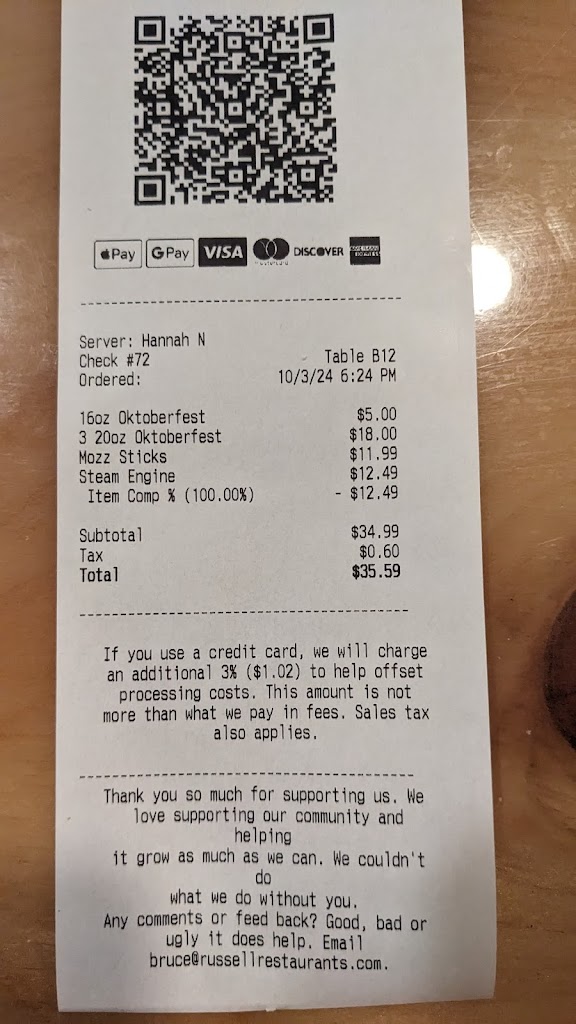 Pay
G Pay
VISA
mastercard
DISCOVER
AMERICAN
EXPRESS
Server: Hannah N
Check #72 Table B12
Ordered: 10/3/24 6:24 PM
16oz Oktoberfest $5.00
3 20oz Oktoberfest $18.00
Mozz Sticks $11.99
Steam Engine $12.49
Item Comp % (100.00%) - $12.49
Subtotal $34.99
Tax $0.60
Total $35.59
If you use a credit card, we will charge
an additional 3% ($1.02) to help offset
processing costs. This amount is not
more than what we pay in fees. Sales tax
also applies.
Thank you so much for supporting us. We
love supporting our community and
helping
it grow as much as we can. We couldn't
do
what we do without you.
Any comments or feed back? Good, bad or
ugly it does help. Email
bruce@russellrestaurants.com.